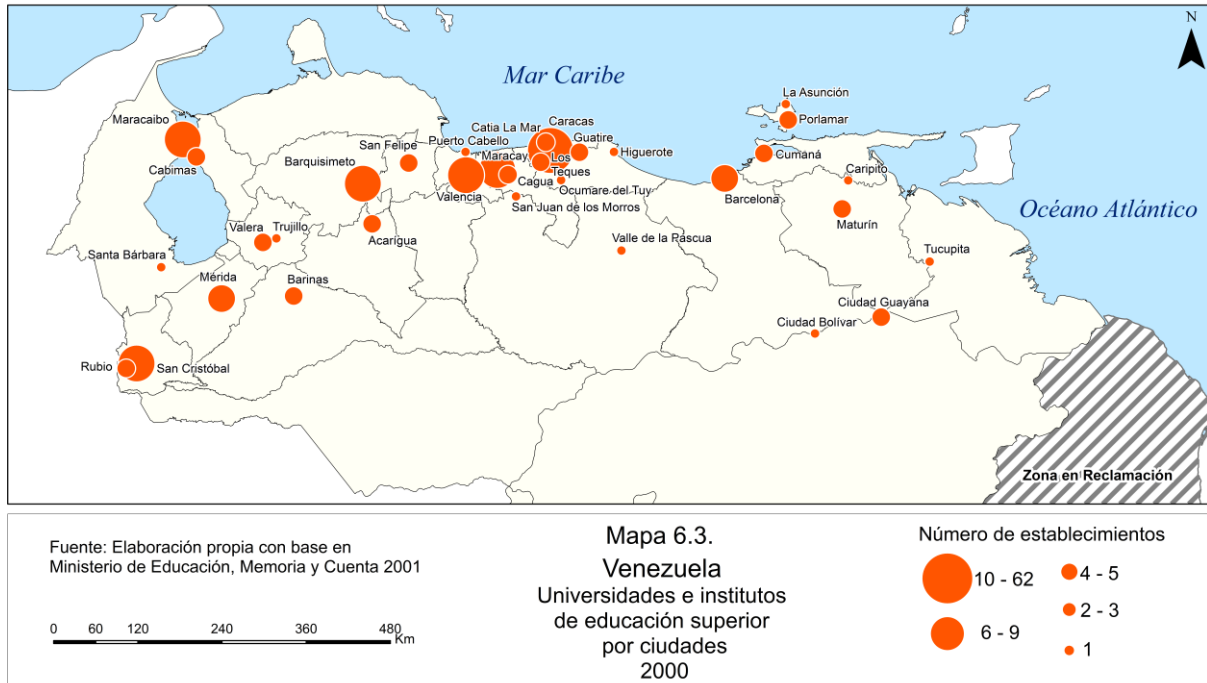 N
Mar Caribe
La Asunción
Porlamar
Maracaibo
Catia La Mar
Caracas
Puerto Cabello
Guatire
San Felipe
Higuerote
Cumaná
Barquisimeto
Maracay
Los
Teques
Cabimas
Caripito
Cagua
Ocumare del Tuy
Valencia
Barcelona
San Juan de los Morros
Océano Atlántico
Maturín
Valera
Trujillo
Acarigua
Valle de la Pascua
Tucupita
Santa Bárbara
Mérida
Barinas
Ciudad Guayana
Ciudad Bolívar
Rubio
San Cristóbal
Zona en Reclamación
Fuente: Elaboración propia con base en
Ministerio de Educación, Memoria y Cuenta 2001
0 60 120 240 360 480
Km
Mapa 6.3.
Venezuela
Universidades e institutos
de educación superior
por ciudades
2000
Número de establecimientos
10 - 62
6 - 9
4 - 5
2 - 3
1